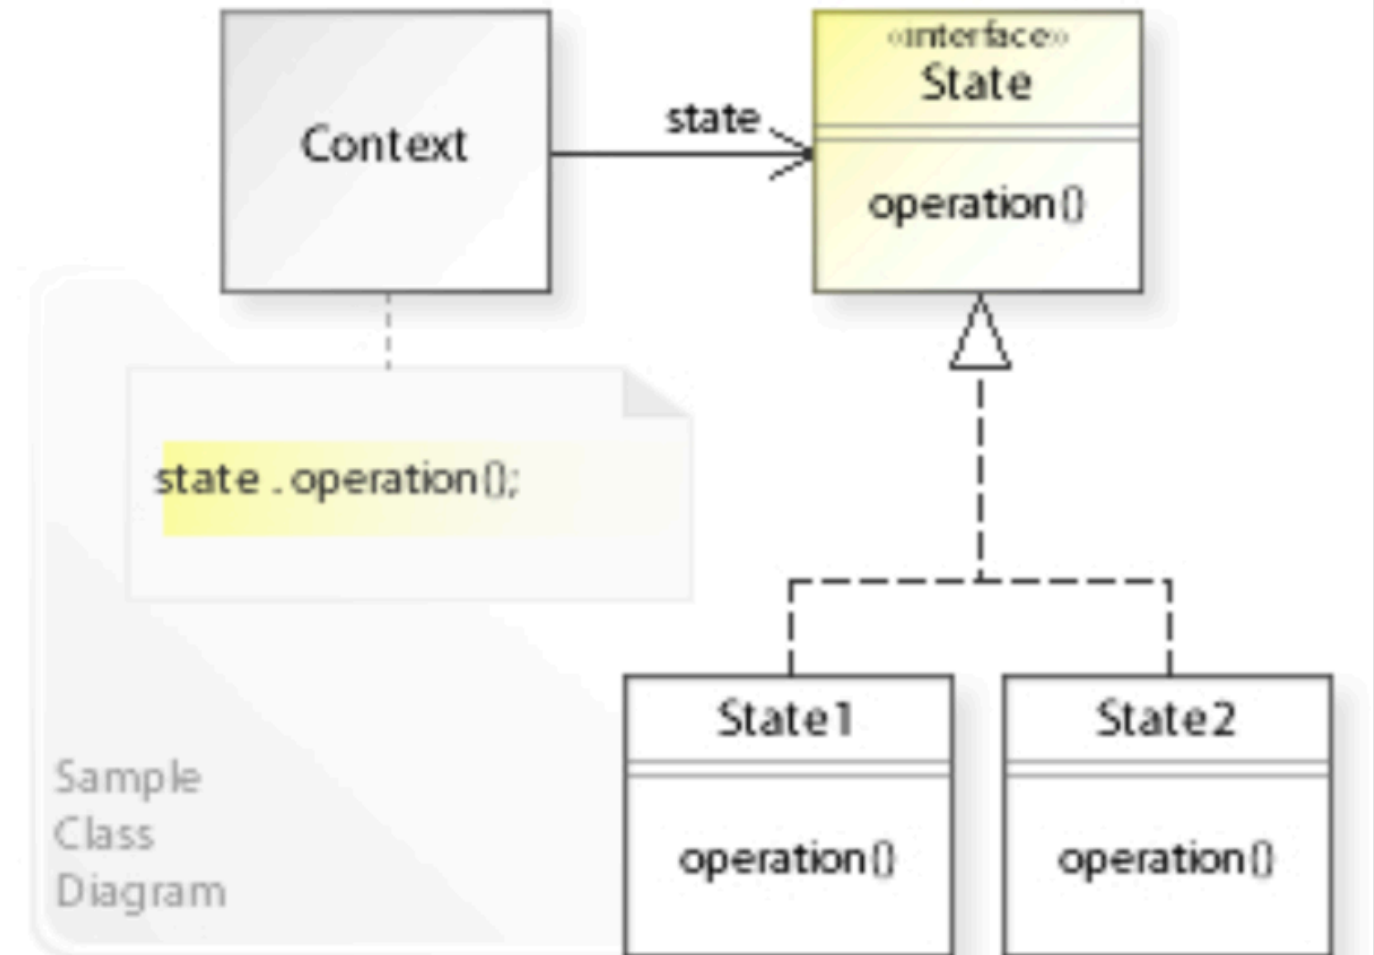 Context
state
«interface»
State
operation()
state . operation();
State1
operation()
State2
operation()
Sample
Class
Diagram